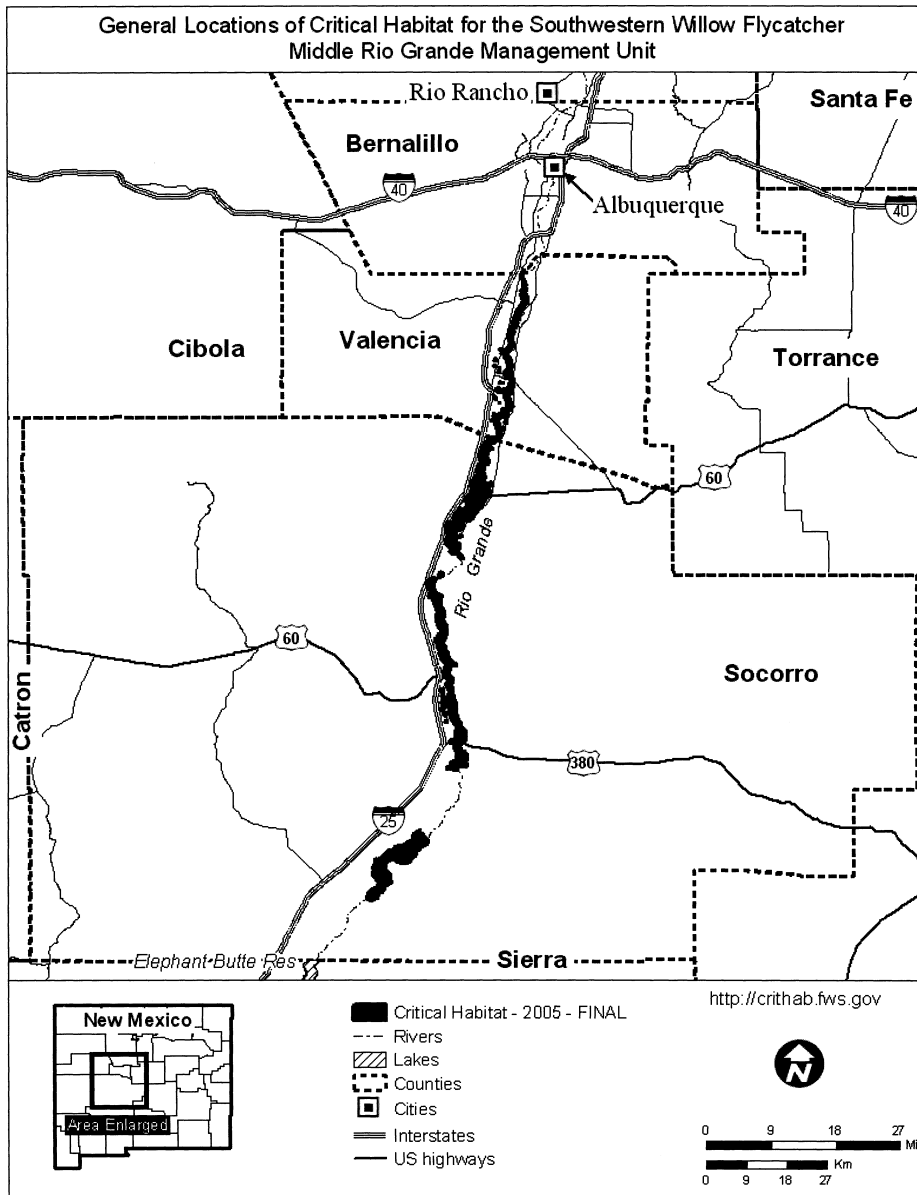 General Locations of Critical Habitat for the Southwestern Willow Flycatcher
Middle Rio Grande Management Unit
Rio Rancho
Santa Fe
Bernalillo
40
Albuquerque
40
Cibola
Valencia
Torrance
60
Rio Grande
60
Socorro
Catron
380
25
Elephant Butte Res
Sierra
New Mexico
Area Enlarged
Critical Habitat - 2005 - FINAL
Rivers
Lakes
Counties
Cities
Interstates
US highways
http://crithab.fws.gov
N
0 9 18 27
Mi
Km
0 9 18 27